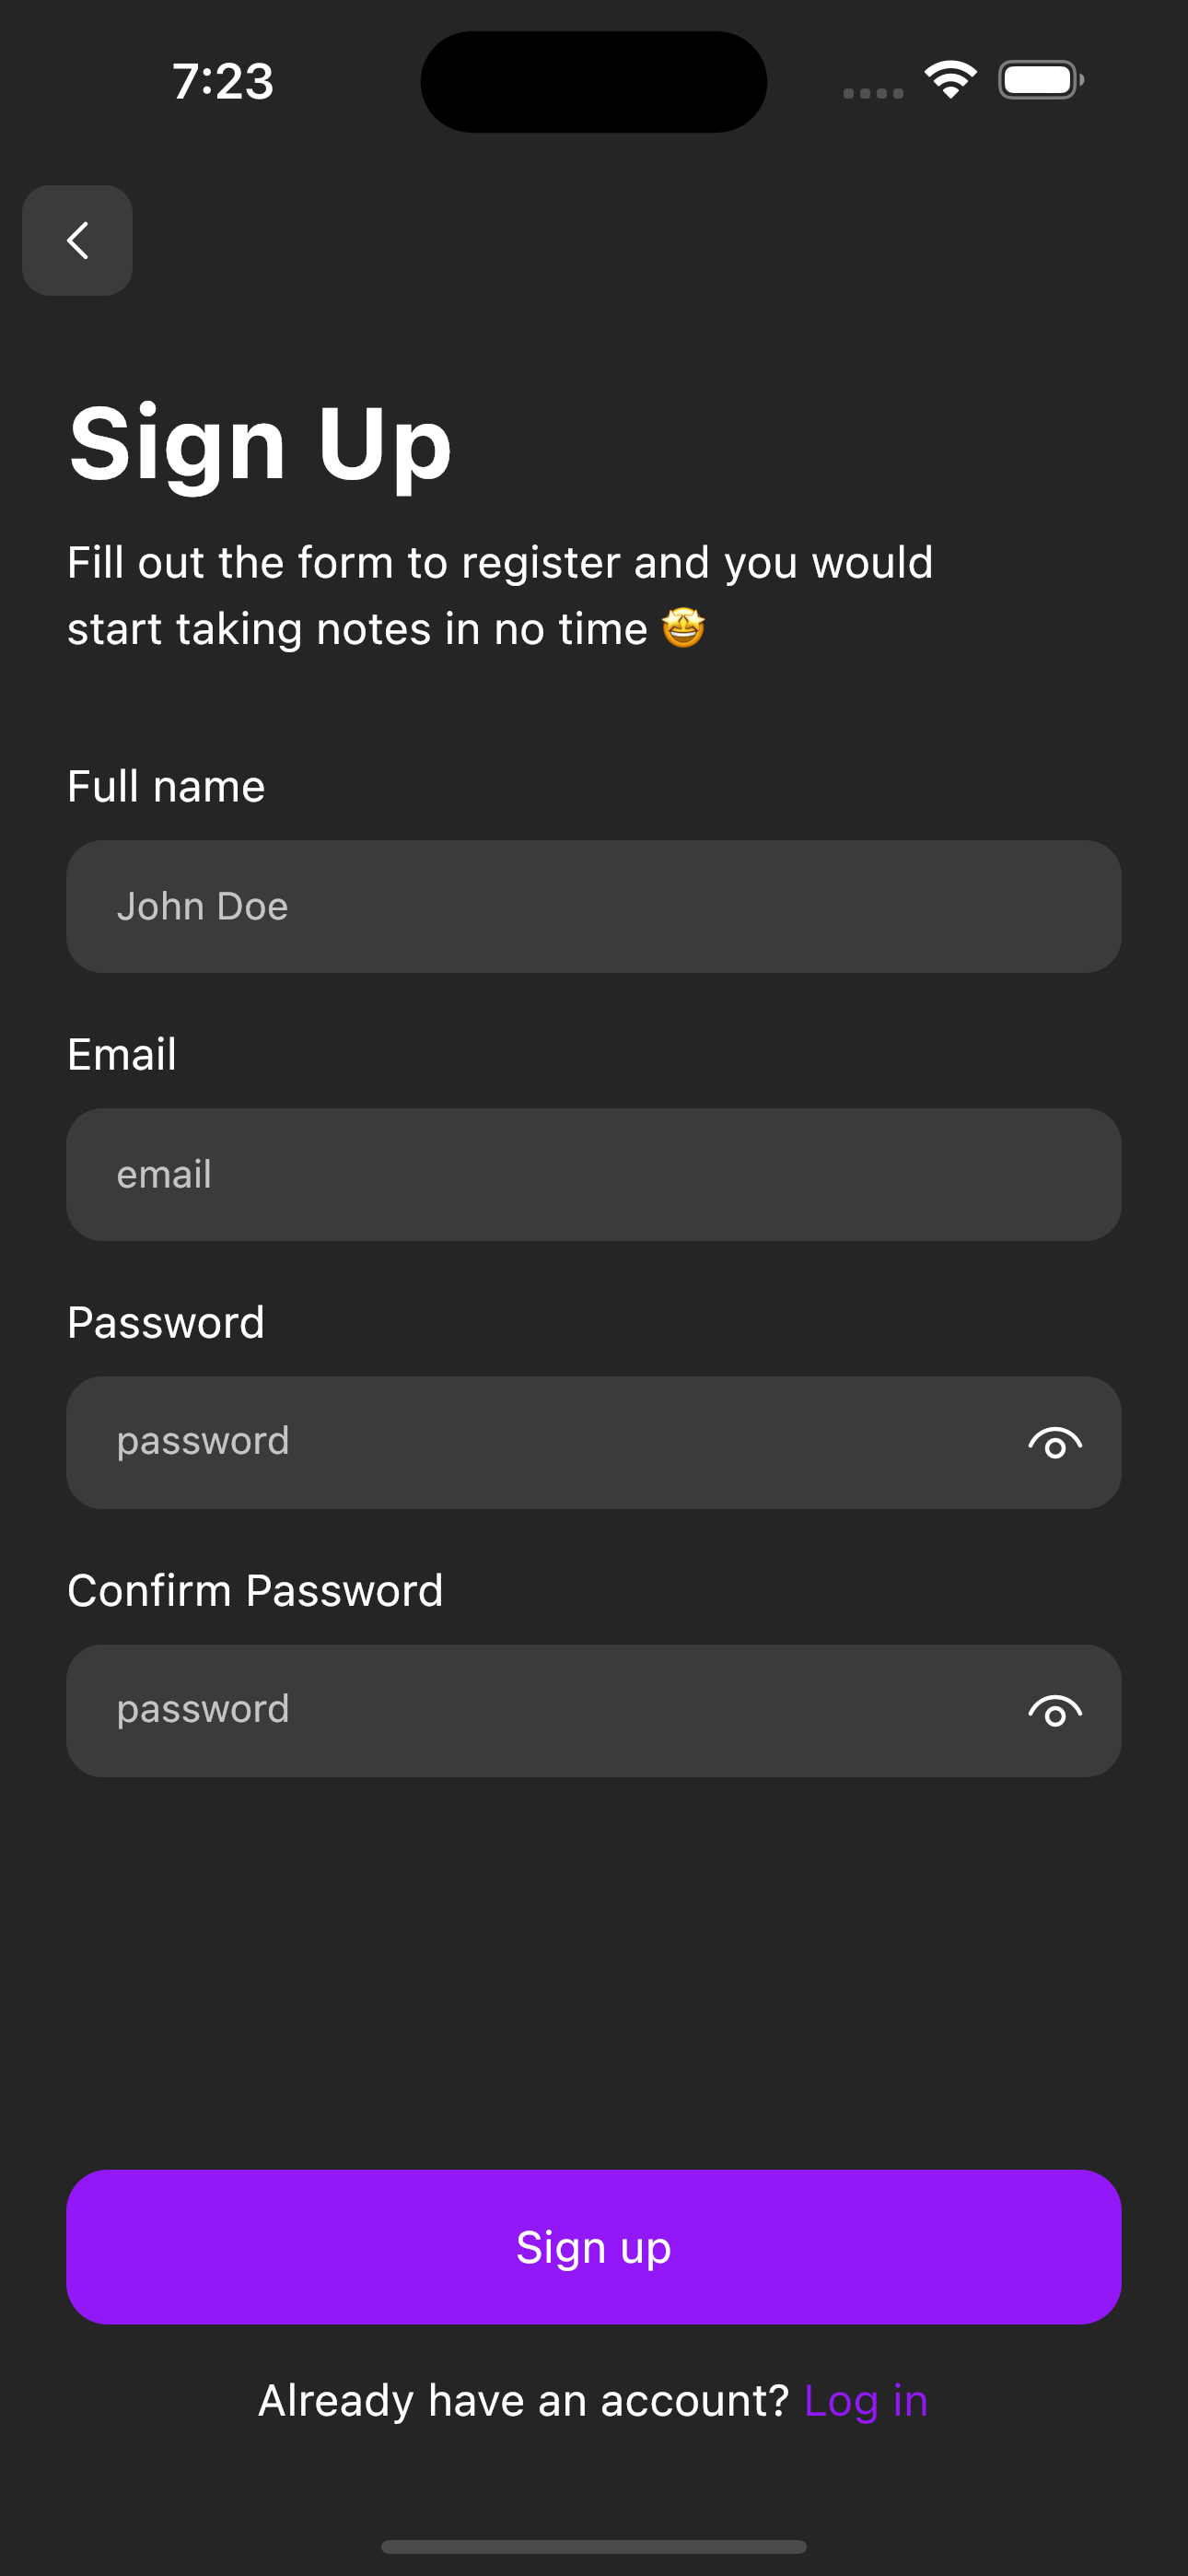 7:23
Sign Up
Fill out the form to register and you would
start taking notes in no time 🤩
Full name
John Doe
Email
email
Password
password
Confirm Password
password
Sign up
Already have an account? Log in